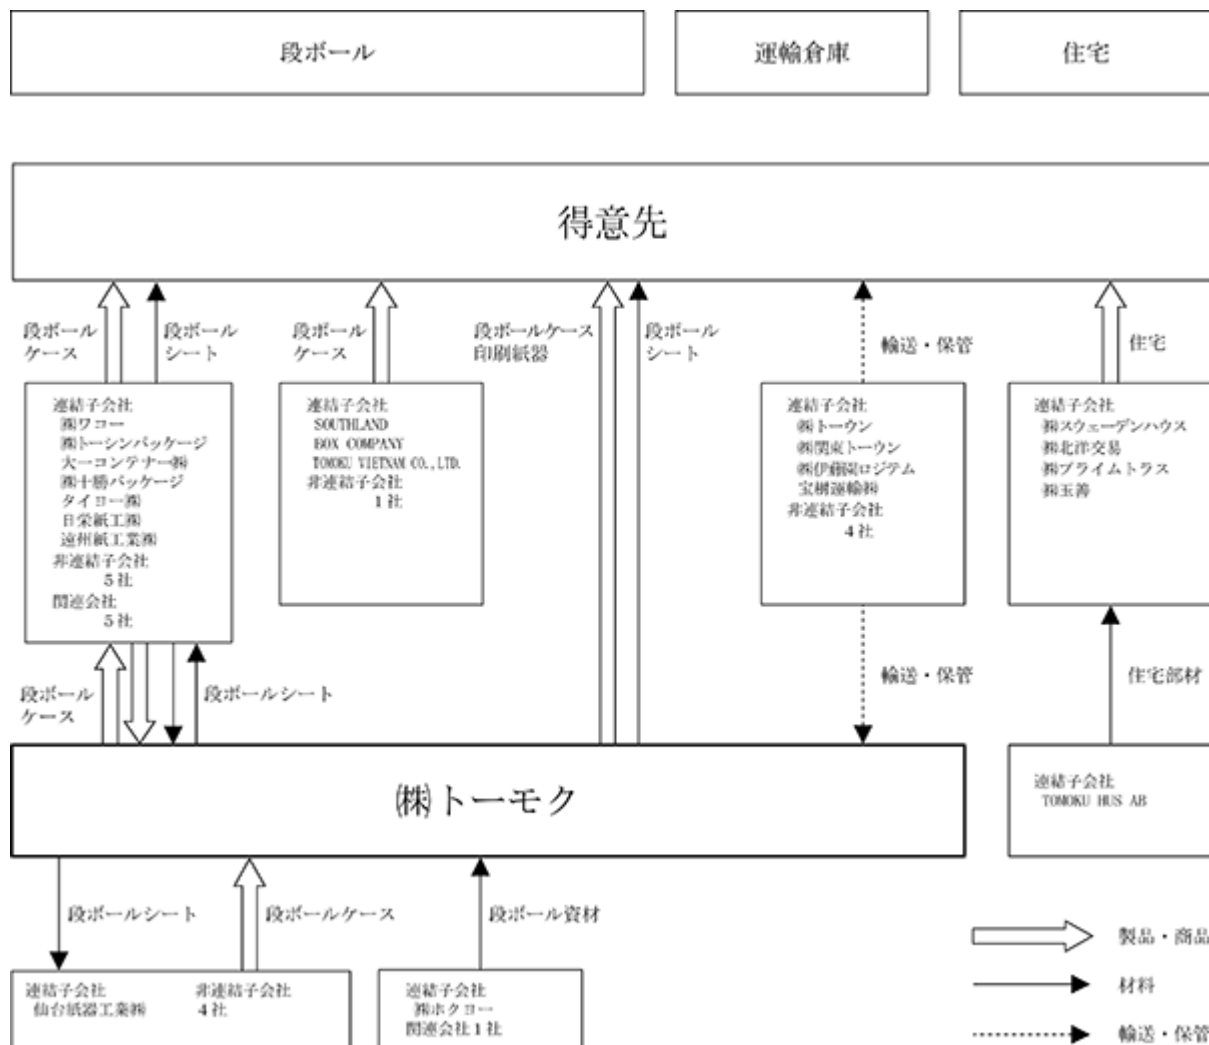 段ボール
運輸倉庫
住宅
得意先
段ボール
ケース
段ボール
シート
段ボール
ケース
段ボールケース
印刷紙器
段ボール
シート
輸送・保管
住宅
連結子会社
㈱ワコー
㈱トーシンパッケージ
大一コンテナー㈱
㈱十勝パッケージ
タイヨー㈱
日栄紙工㈱
遠州紙工業㈱
非連結子会社
5社
関連会社
5社
連結子会社
SOUTHLAND
BOX COMPANY
TOMOKU VIETNAM CO.,LTD.
非連結子会社
1社
連結子会社
㈱トーウン
㈱関東トーウン
㈱伊藤園ロジテム
宝樹運輸㈱
非連結子会社
4社
連結子会社
㈱スウェーデンハウス
㈱北洋交易
㈱プライムトラス
㈱玉善
段ボール
ケース
段ボールシート
輸送・保管
住宅部材
㈱トーモク
連結子会社
TOMOKU HUS AB
段ボールシート
段ボールケース
段ボール資材
連結子会社
仙台紙器工業㈱
非連結子会社
4社
連結子会社
㈱ホクヨー
関連会社1社
製品・商品
材料
輸送・保管